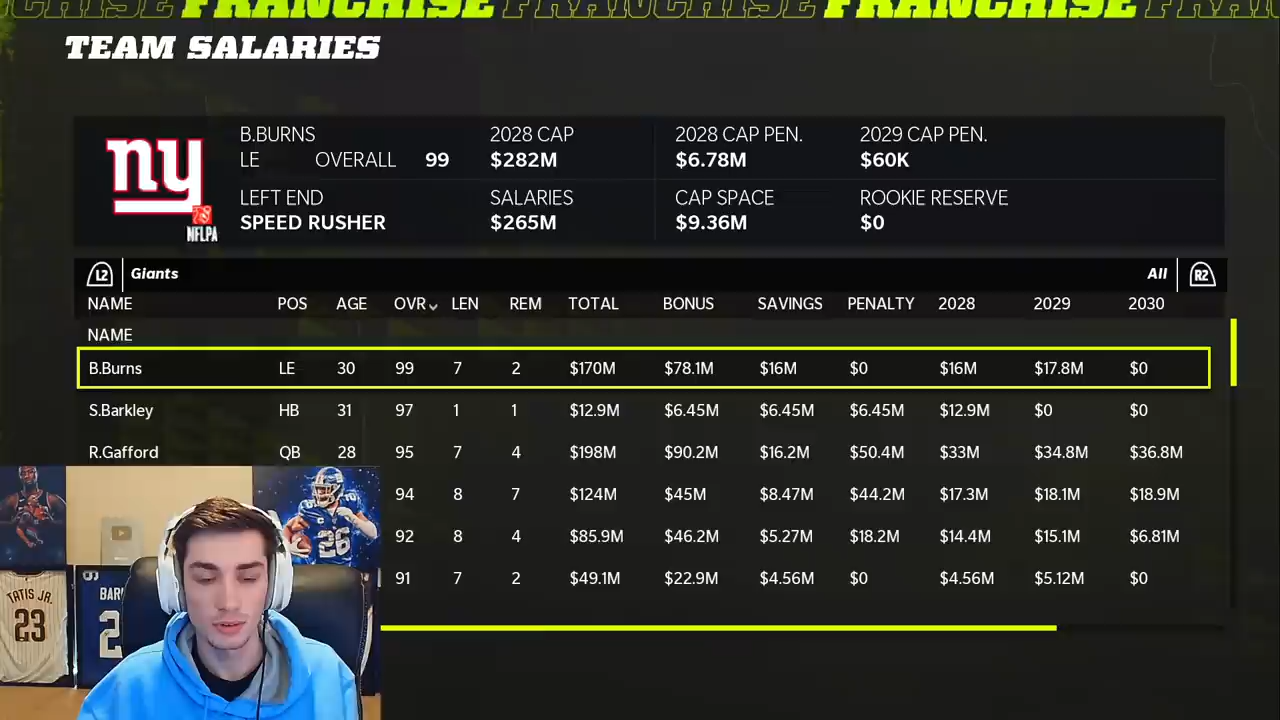 FRANCHISE FRANCHISE FRANCHISE
TEAM SALARIES
ny
NFLPA
B.BURNS
LE OVERALL 99
LEFT END
SPEED RUSHER
2028 CAP
$282M
SALARIES
$265M
2028 CAP PEN.
$6.78M
CAP SPACE
$9.36M
2029 CAP PEN.
$60K
ROOKIE RESERVE
$0
L2 Giants All R2
NAME POS AGE OVR LEN REM TOTAL BONUS SAVINGS PENALTY 2028 2029 2030
NAME
B.Burns LE 30 99 7 2 $170M $78.1M $16M $0 $16M $17.8M $0
S.Barkley HB 31 97 1 1 $12.9M $6.45M $6.45M $6.45M $12.9M $0 $0
R.Gafford QB 28 95 7 4 $198M $90.2M $16.2M $50.4M $33M $34.8M $36.8M
94 8 7 $124M $45M $8.47M $44.2M $17.3M $18.1M $18.9M
92 8 4 $85.9M $46.2M $5.27M $18.2M $14.4M $15.1M $6.81M
91 7 2 $49.1M $22.9M $4.56M $0 $4.56M $5.12M $0
26
TATIS JR.
23
BAR
2